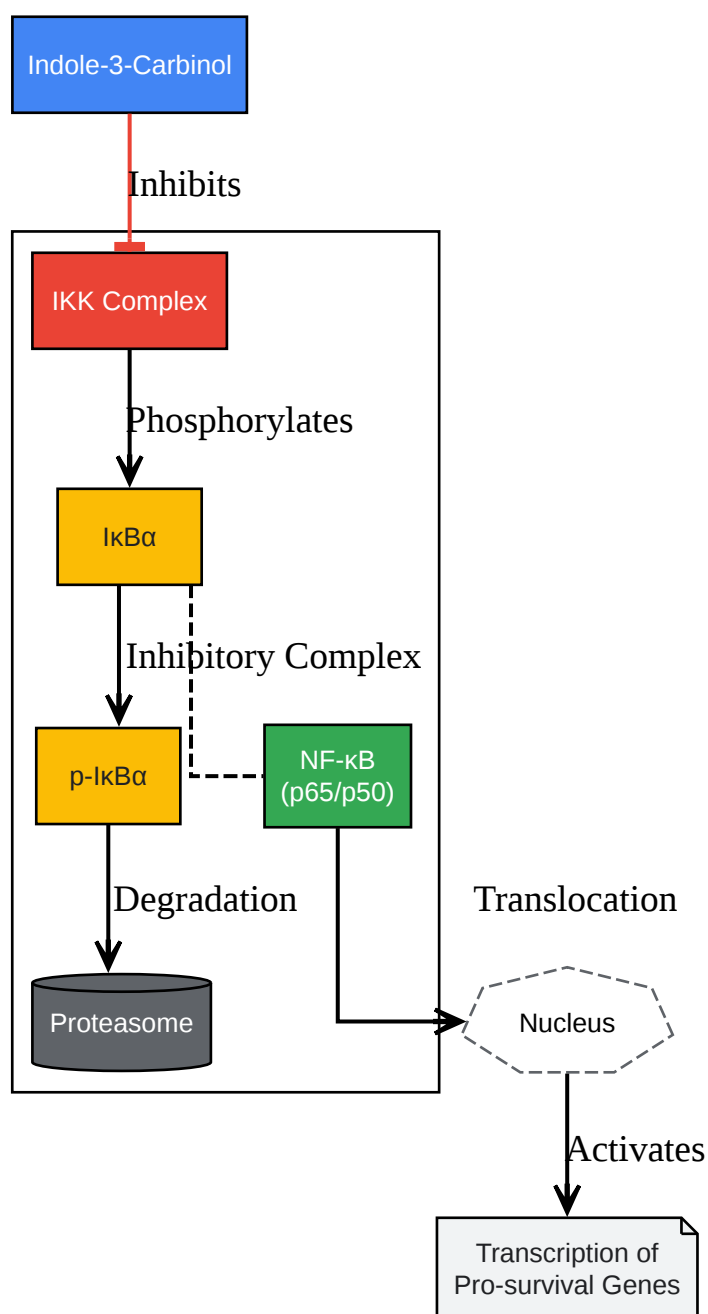 Indole-3-Carbinol
Inhibits
IKK Complex
Phosphorylates
IκBα
Inhibitory Complex
p-IκBα
NF-κB
(p65/p50)
Degradation
Translocation
Proteasome
Nucleus
Activates
Transcription of
Pro-survival Genes